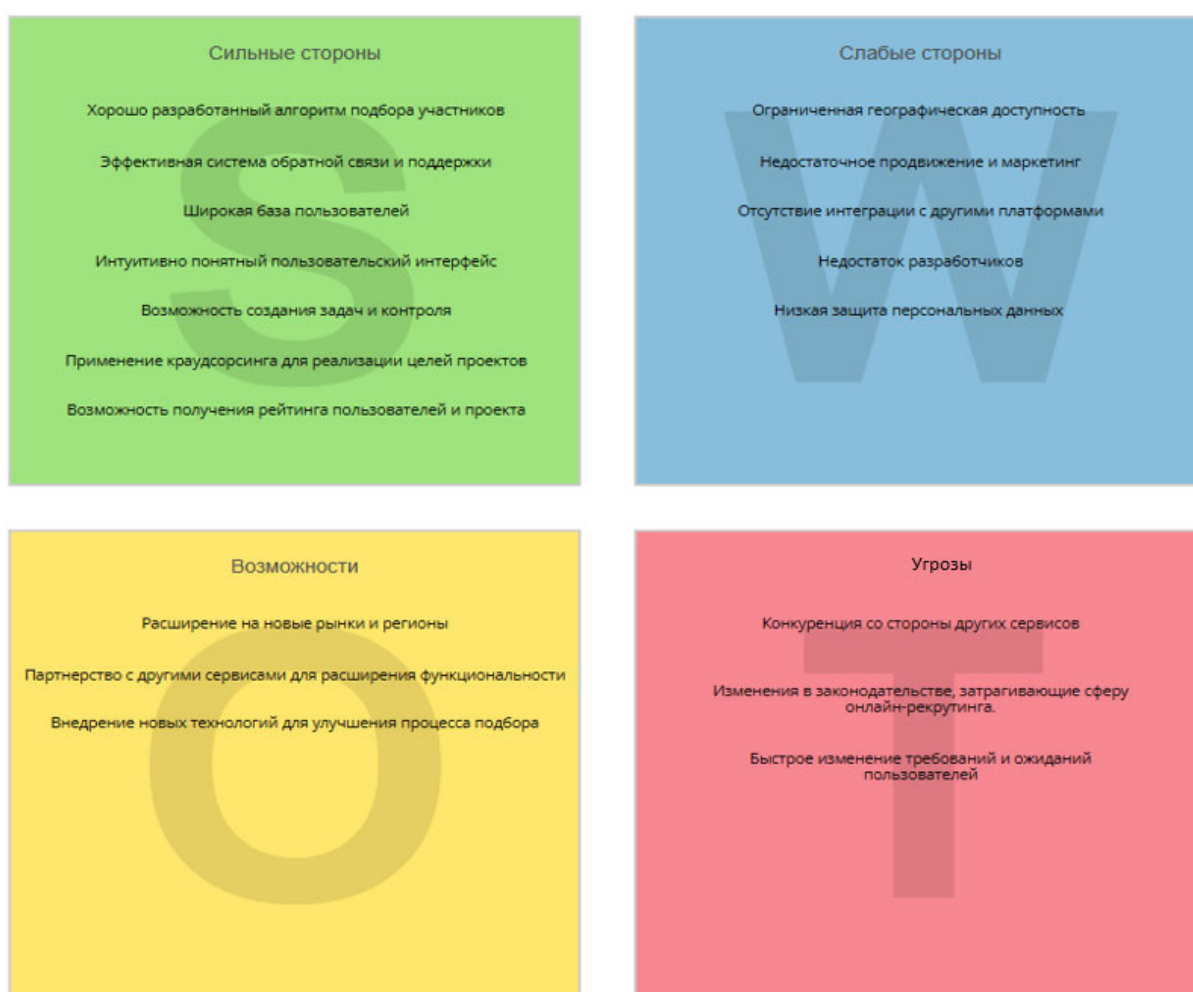 Сильные стороны
Хорошо разработанный алгоритм подбора участников
Эффективная система обратной связи и поддержки
Широкая база пользователей
Интуитивно понятный пользовательский интерфейс
Возможность создания задач и контроля
Применение краудсорсинга для реализации целей проектов
Возможность получения рейтинга пользователей и проекта
S
Слабые стороны
Ограниченная географическая доступность
Недостаточное продвижение и маркетинг
Отсутствие интеграции с другими платформами
Недостаток разработчиков
Низкая защита персональных данных
W
Возможности
Расширение на новые рынки и регионы
Партнерство с другими сервисами для расширения функциональности
Внедрение новых технологий для улучшения процесса подбора
O
Угрозы
Конкуренция со стороны других сервисов
Изменения в законодательстве, затрагивающие сферу
онлайн-рекрутинга.
Быстрое изменение требований и ожиданий
пользователей
T